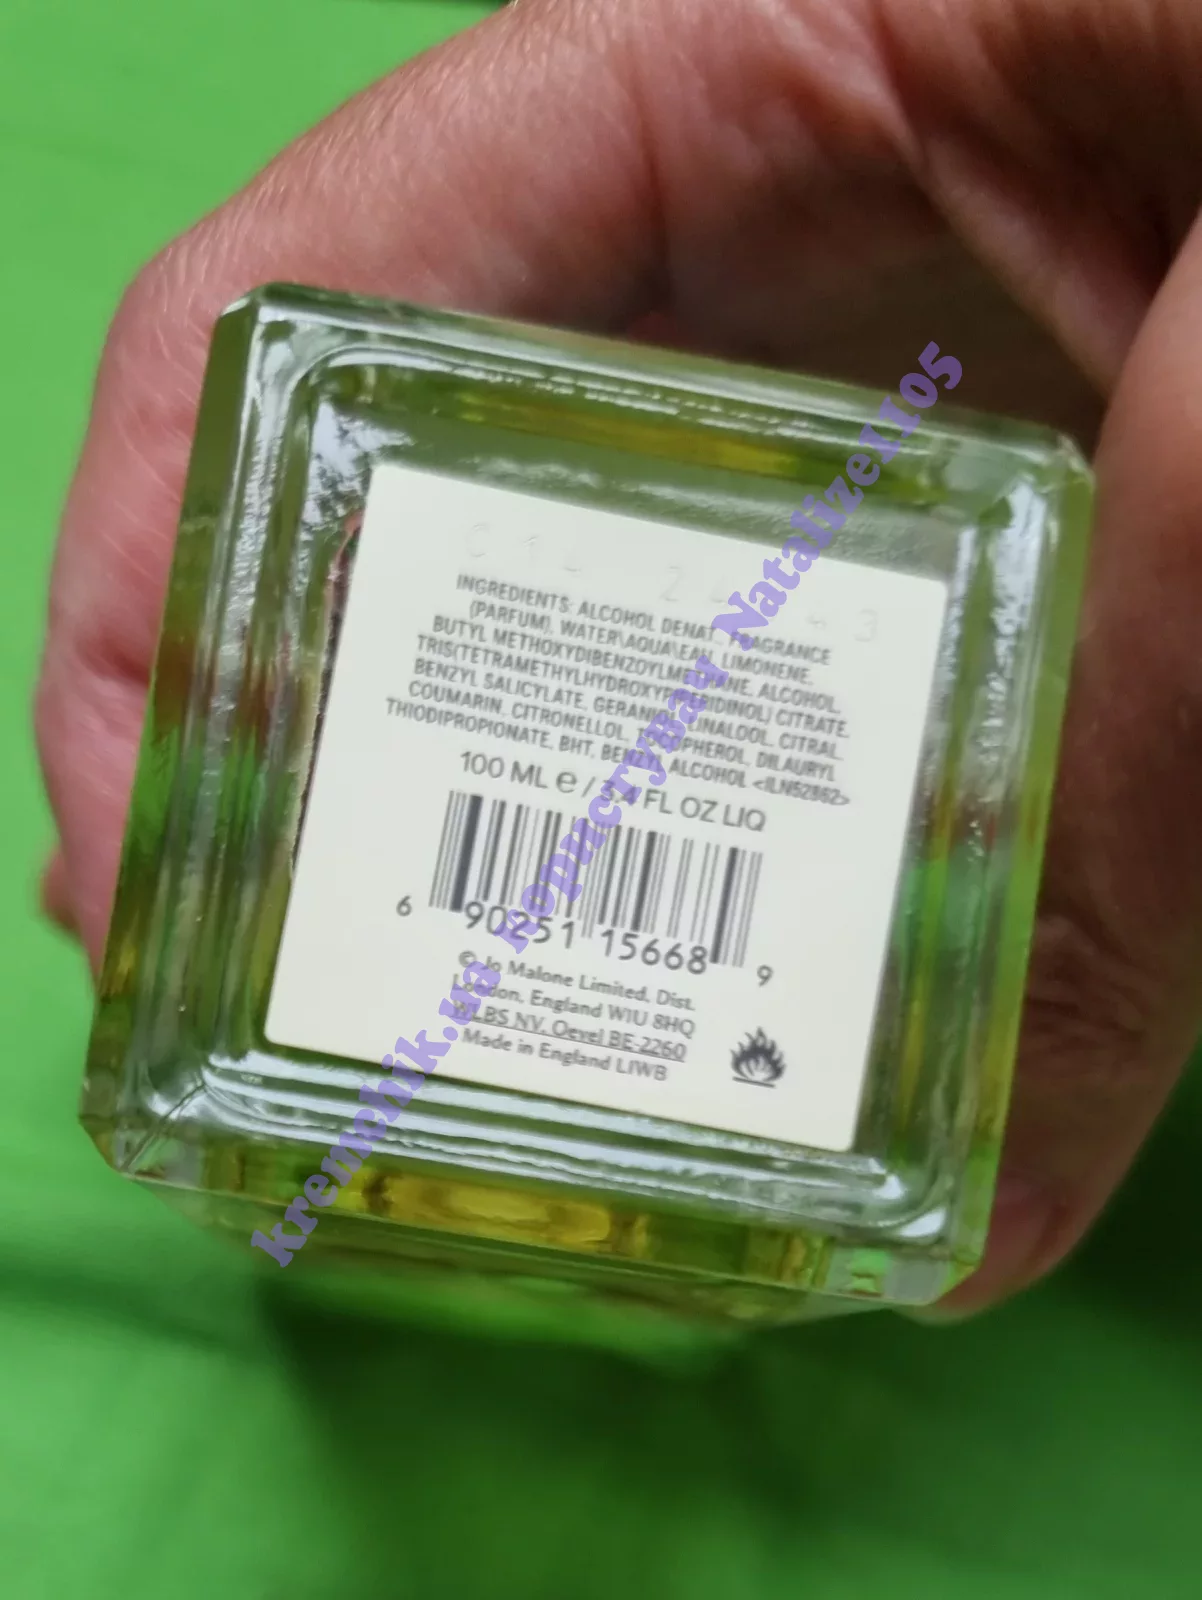 INGREDIENTS: ALCOHOL DENAT., FRAGRANCE
(PARFUM), WATER\AQUA\EAU, LIMONENE,
BUTYL METHOXYDIBENZOYLMETHANE, ALCOHOL,
TRIS(TETRAMETHYLHYDROXYPIPERIDINOL) CITRATE,
BENZYL SALICYLATE, GERANIOL, LINALOOL, CITRAL,
COUMARIN, CITRONELLOL, TOCOPHEROL, DILAURYL
THIODIPROPIONATE, BHT, BENZYL ALCOHOL <ILN52862>
100 ML e / 3.4 FL OZ LIQ
6 90251 15668 9
© Jo Malone Limited, Dist.
London, England W1U 8HQ
WLBS NV, Oevel BE-2260
Made in England LIWB
kremchik.ua користувач Natalize1105